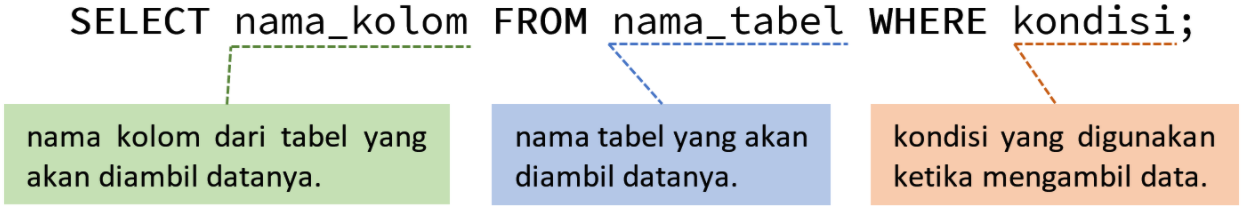 SELECT nama_kolom FROM nama_tabel WHERE kondisi;
nama kolom dari tabel yang
akan diambil datanya.
nama tabel yang akan
diambil datanya.
kondisi yang digunakan
ketika mengambil data.